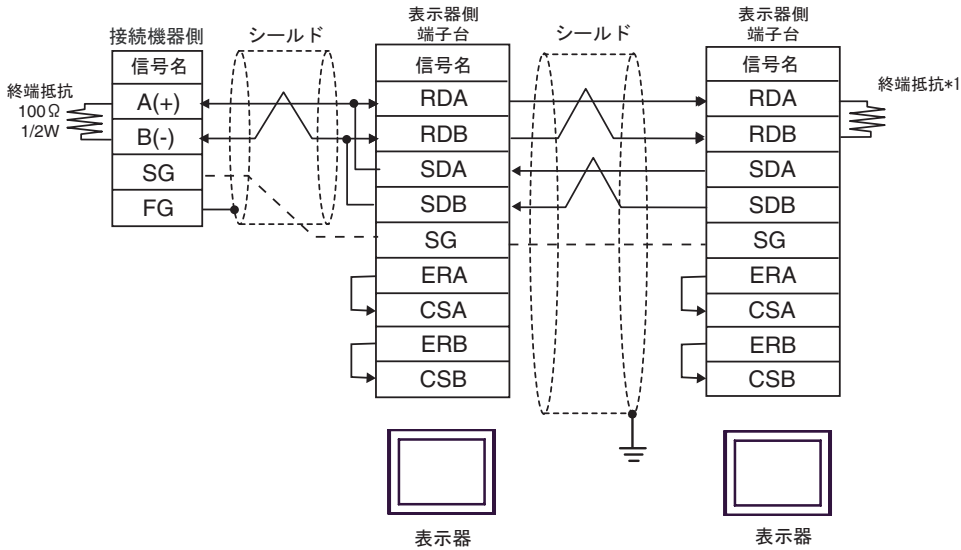 接続機器側
信号名
A(+)
B(-)
SG
FG
終端抵抗
100Ω
1/2W
シールド
表示器側
端子台
信号名
RDA
RDB
SDA
SDB
SG
ERA
CSA
ERB
CSB
シールド
表示器側
端子台
信号名
RDA
RDB
SDA
SDB
SG
ERA
CSA
ERB
CSB
終端抵抗*1
表示器
表示器